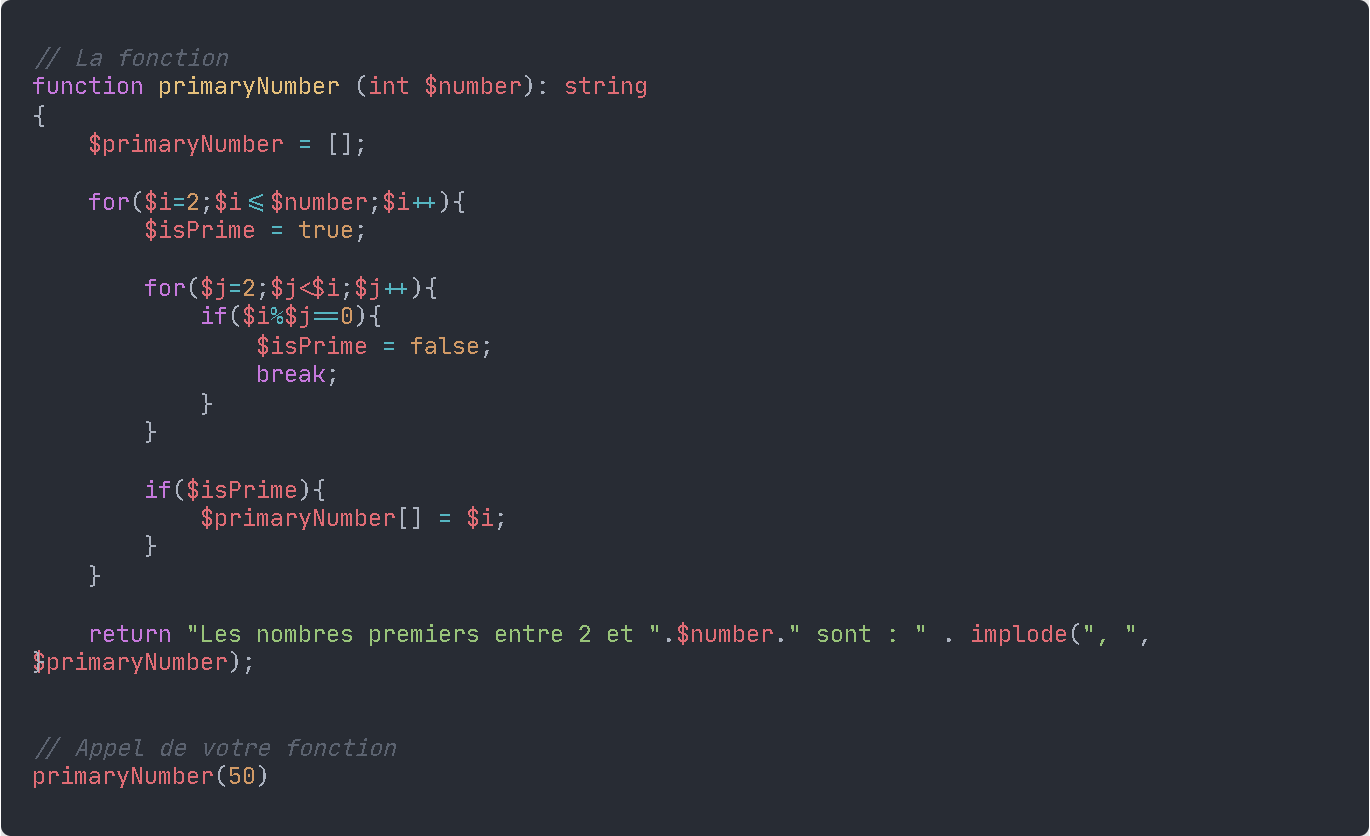 // La fonction
function primaryNumber (int $number): string
{
    $primaryNumber = [];
    for($i=2;$i<=$number;$i++){
        $isPrime = true;
        for($j=2;$j<$i;$j++){
            if($i%$j==0){
                $isPrime = false;
                break;
            }
        }
        if($isPrime){
            $primaryNumber[] = $i;
        }
    }
    return "Les nombres premiers entre 2 et ".$number." sont : " . implode(", ",
$primaryNumber);
}
// Appel de votre fonction
primaryNumber(50)